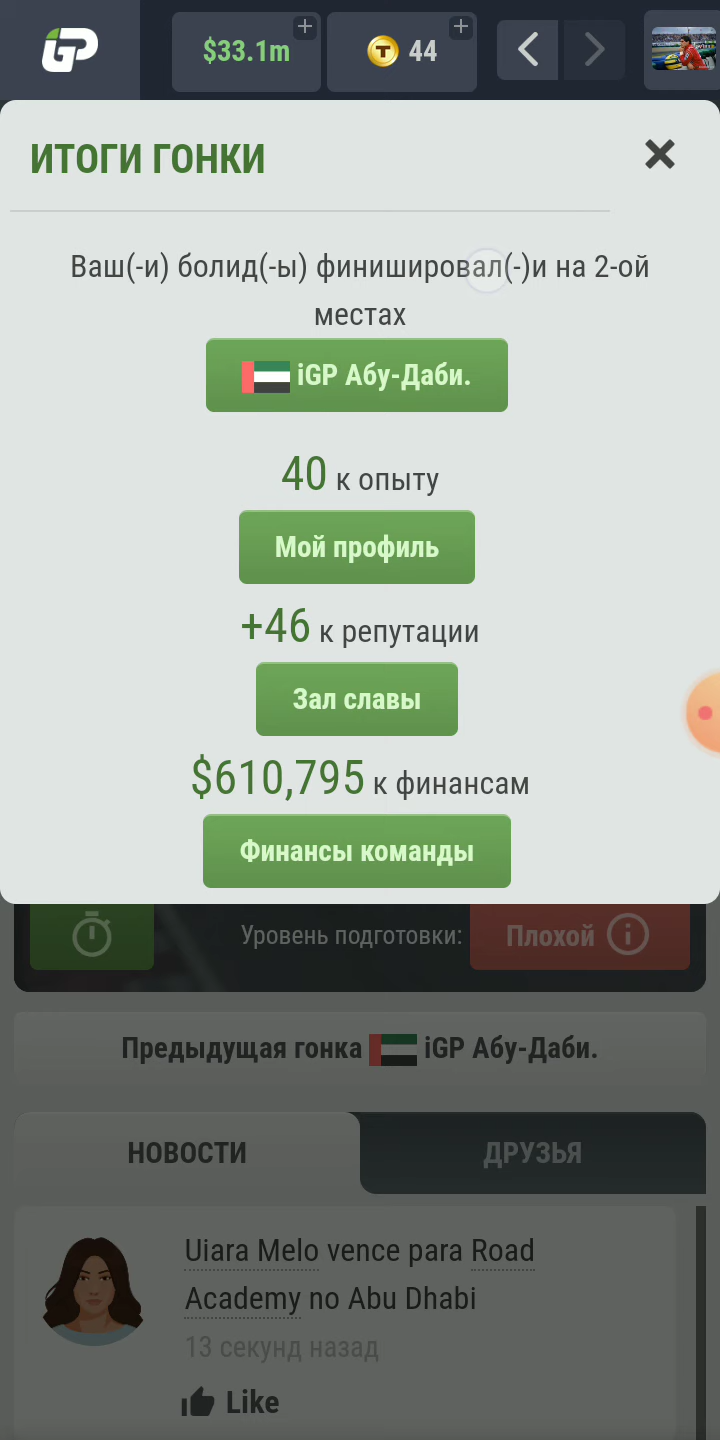 GP
$33.1m
44
ИТОГИ ГОНКИ
Ваш(-и) болид(-ы) финишировал(-)и на 2-ой
местах
iGP Абу-Даби.
40 к опыту
Мой профиль
+46 к репутации
Зал славы
$610,795 к финансам
Финансы команды
Уровень подготовки: Плохой
Предыдущая гонка iGP Абу-Даби.
НОВОСТИ
ДРУЗЬЯ
Uiara Melo vence para Road
Academy no Abu Dhabi
13 секунд назад
Like